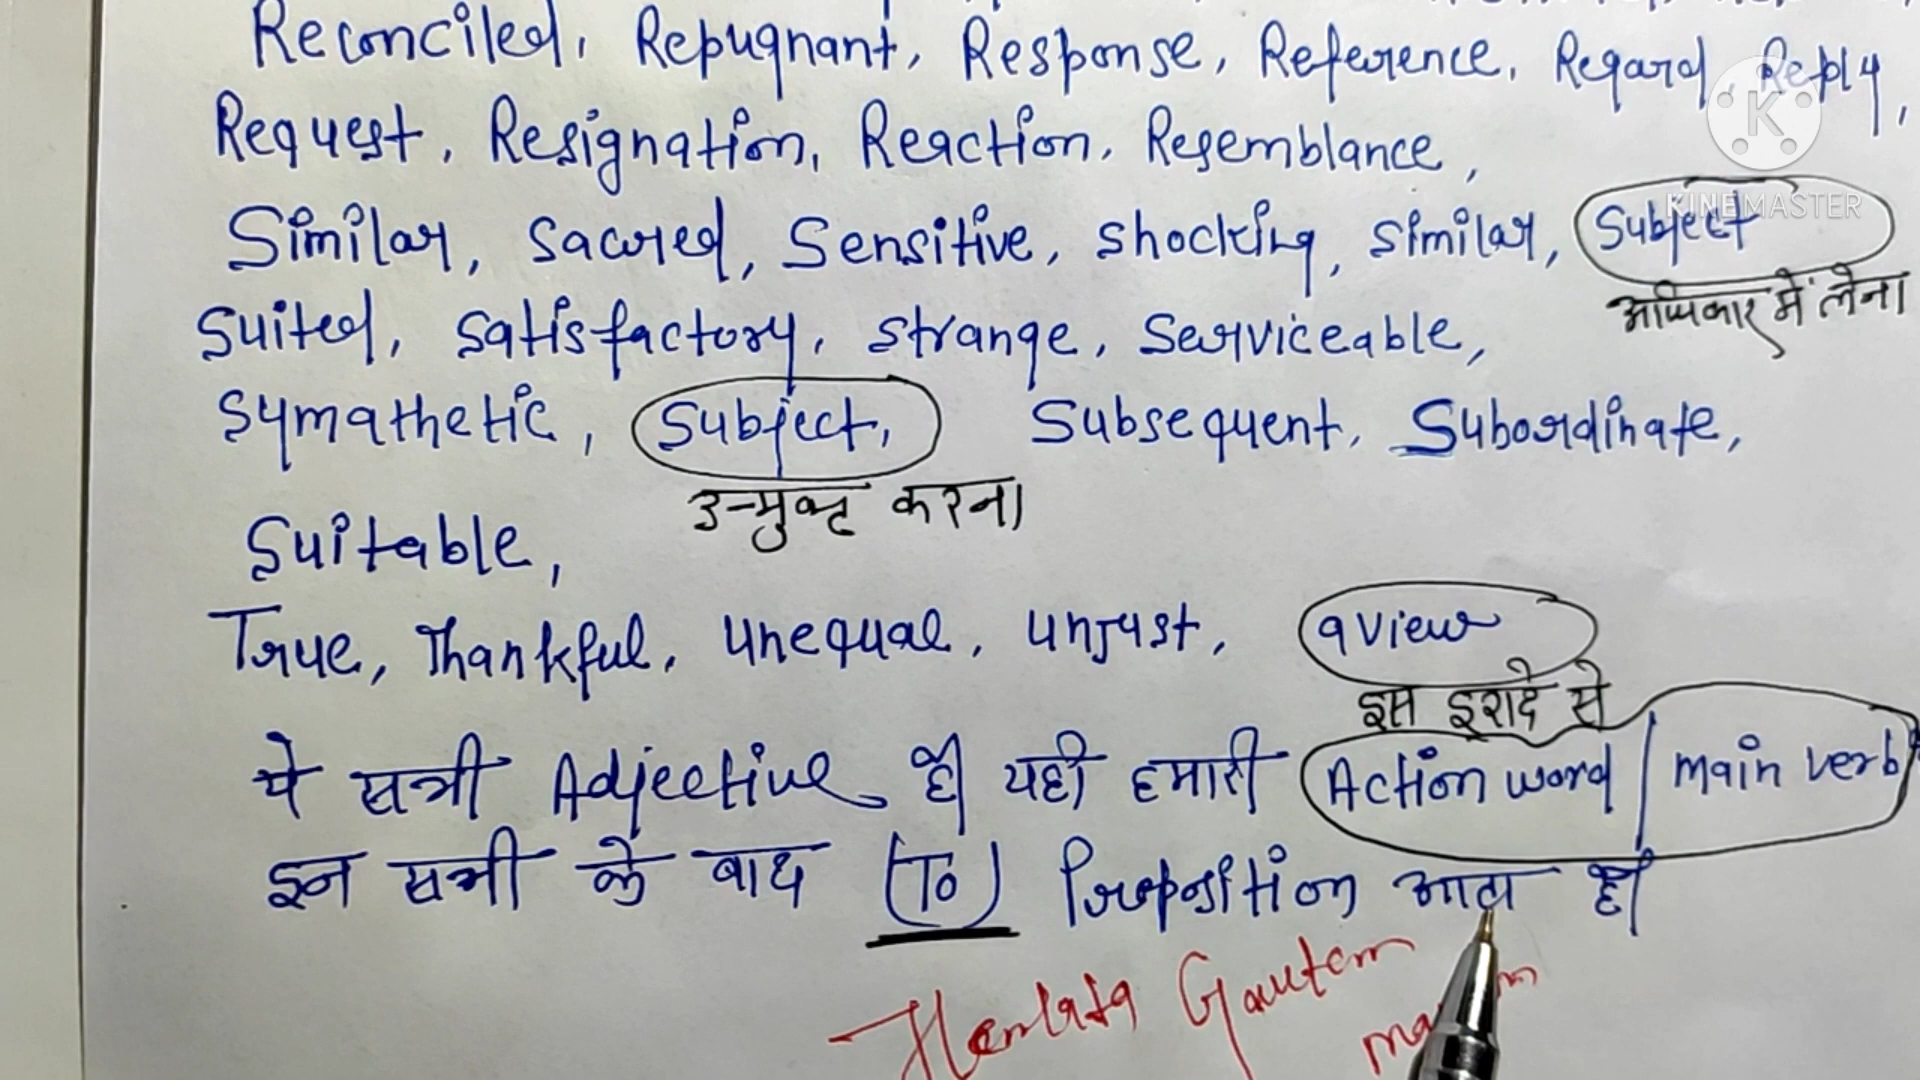 Reconciled, Repugnant, Response, Reference, Regard, Reply,
Request, Resignation, Reaction, Resemblance,
KINEMASTER
Similar, Sacred, Sensitive, shocking, similar, Subject
अधिकार में लेना
Suited, Satisfactory, strange, Serviceable,
Symathetic, Subject, Subsequent, Subordinate,
उन्मुक्त करना
Suitable,
True, Thankful, unequal, unjust, a view
इस इरादे से
ये सभी Adjective है यही हमारी Action word / main verb
इन सभी के बाद (To) Preposition आता है
Hemlata Gautam